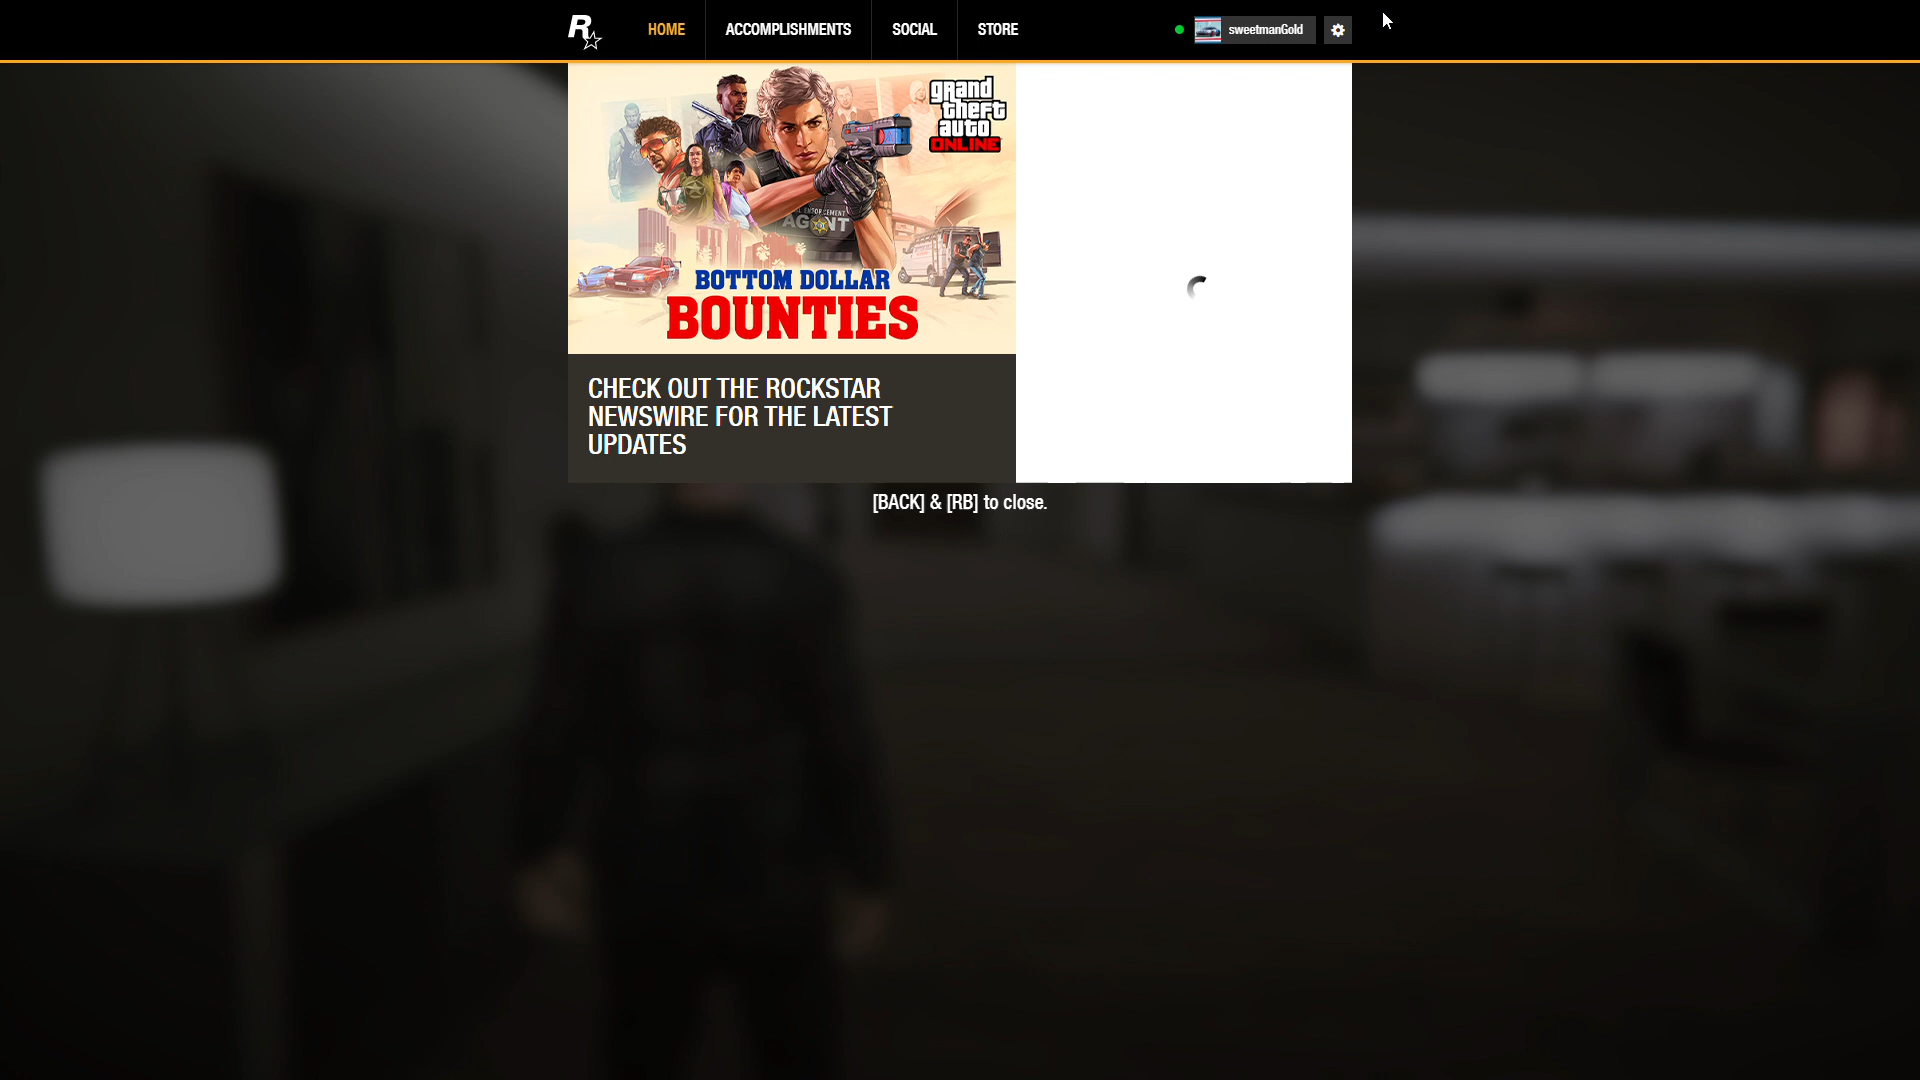 R
HOME
ACCOMPLISHMENTS
SOCIAL
STORE
sweetmanGold
grand
theft
auto
ONLINE
AGENT
BOTTOM DOLLAR
BOUNTIES
CHECK OUT THE ROCKSTAR
NEWSWIRE FOR THE LATEST
UPDATES
[BACK] & [RB] to close.